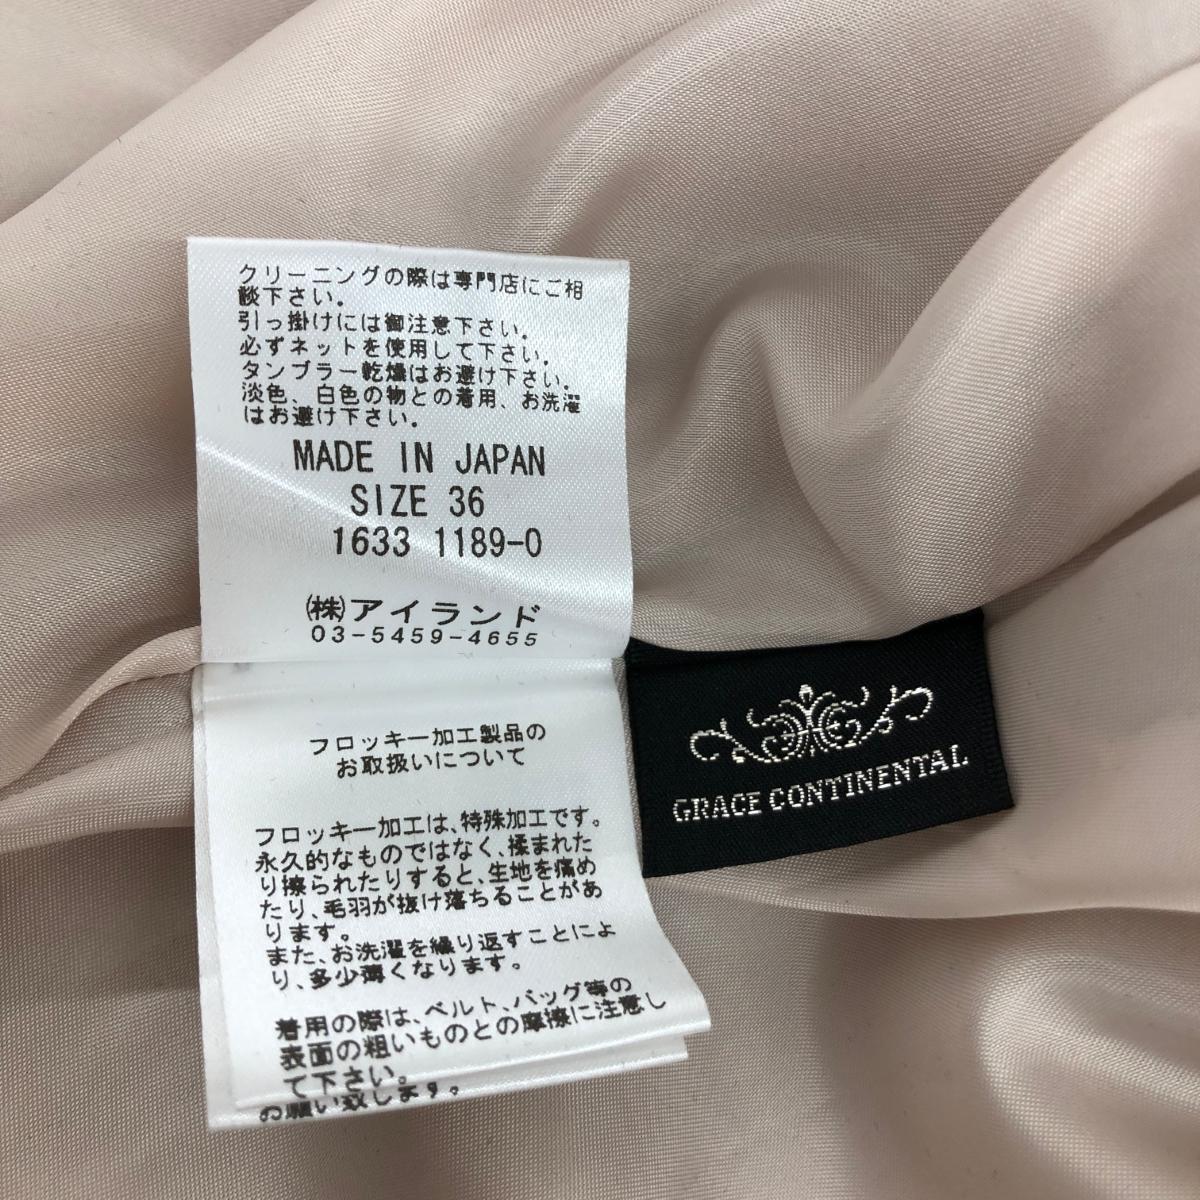 クリーニングの際は専門店にご相
談下さい。
引っ掛けには御注意下さい。
必ずネットを使用して下さい。
タンブラー乾燥はお避け下さい。
淡色、白色の物との着用、お洗濯
はお避け下さい。
MADE IN JAPAN
SIZE 36
1633 1189-0
㈱アイランド
03-5459-4655
フロッキー加工製品の
お取扱いについて
フロッキー加工は、特殊加工です。
永久的なものではなく、揉まれた
り擦られたりすると、生地を痛め
たり、毛羽が抜け落ちることがあ
ります。
また、お洗濯を繰り返すことによ
り、多少薄くなります。
着用の際は、ベルト、バッグ等の
表面の粗いものとの摩擦に注意し
て下さい。
お願い致します。
GRACE CONTINENTAL